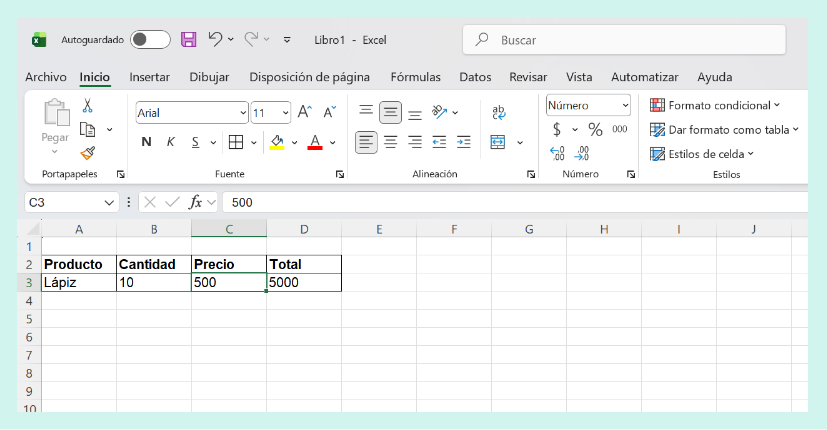 Autoguardado Libro1 - Excel Buscar
Archivo Inicio Insertar Dibujar Disposición de página Fórmulas Datos Revisar Vista Automatizar Ayuda
Pegar
Arial 11 A^ Aˇ ab Número Formato condicional
N K S A $ % 000 Dar formato como tabla
Estilos de celda
Portapapeles Fuente Alineación Número Estilos
C3 fx 500
A B C D E F G H I J
1
2 Producto Cantidad Precio Total
3 Lápiz 10 500 5000
4
5
6
7
8
9
10